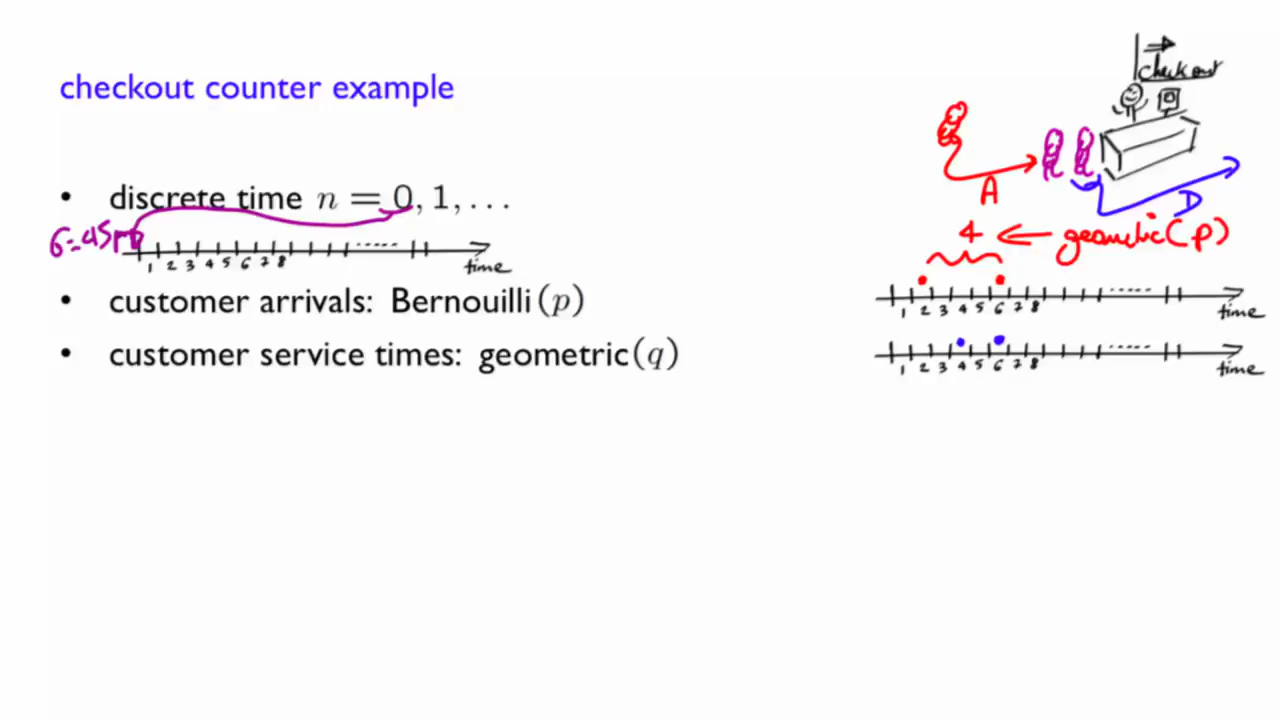 checkout counter example
check out
• discrete time n = 0, 1, . . .
6:45PM
1 2 3 4 5 6 7 8 ..... time
• customer arrivals: Bernouilli(p)
• customer service times: geometric(q)
A
D
4 ← geometric(p)
1 2 3 4 5 6 7 8 ..... time
1 2 3 4 5 6 7 8 ..... time